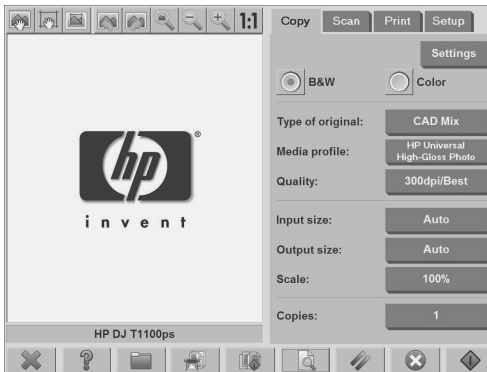 1:1
Copy Scan Print Setup
Settings
B&W Color
Type of original: CAD Mix
Media profile: HP Universal
High-Gloss Photo
Quality: 300dpi/Best
Input size: Auto
Output size: Auto
Scale: 100%
Copies: 1
hp ®
invent
HP DJ T1100ps